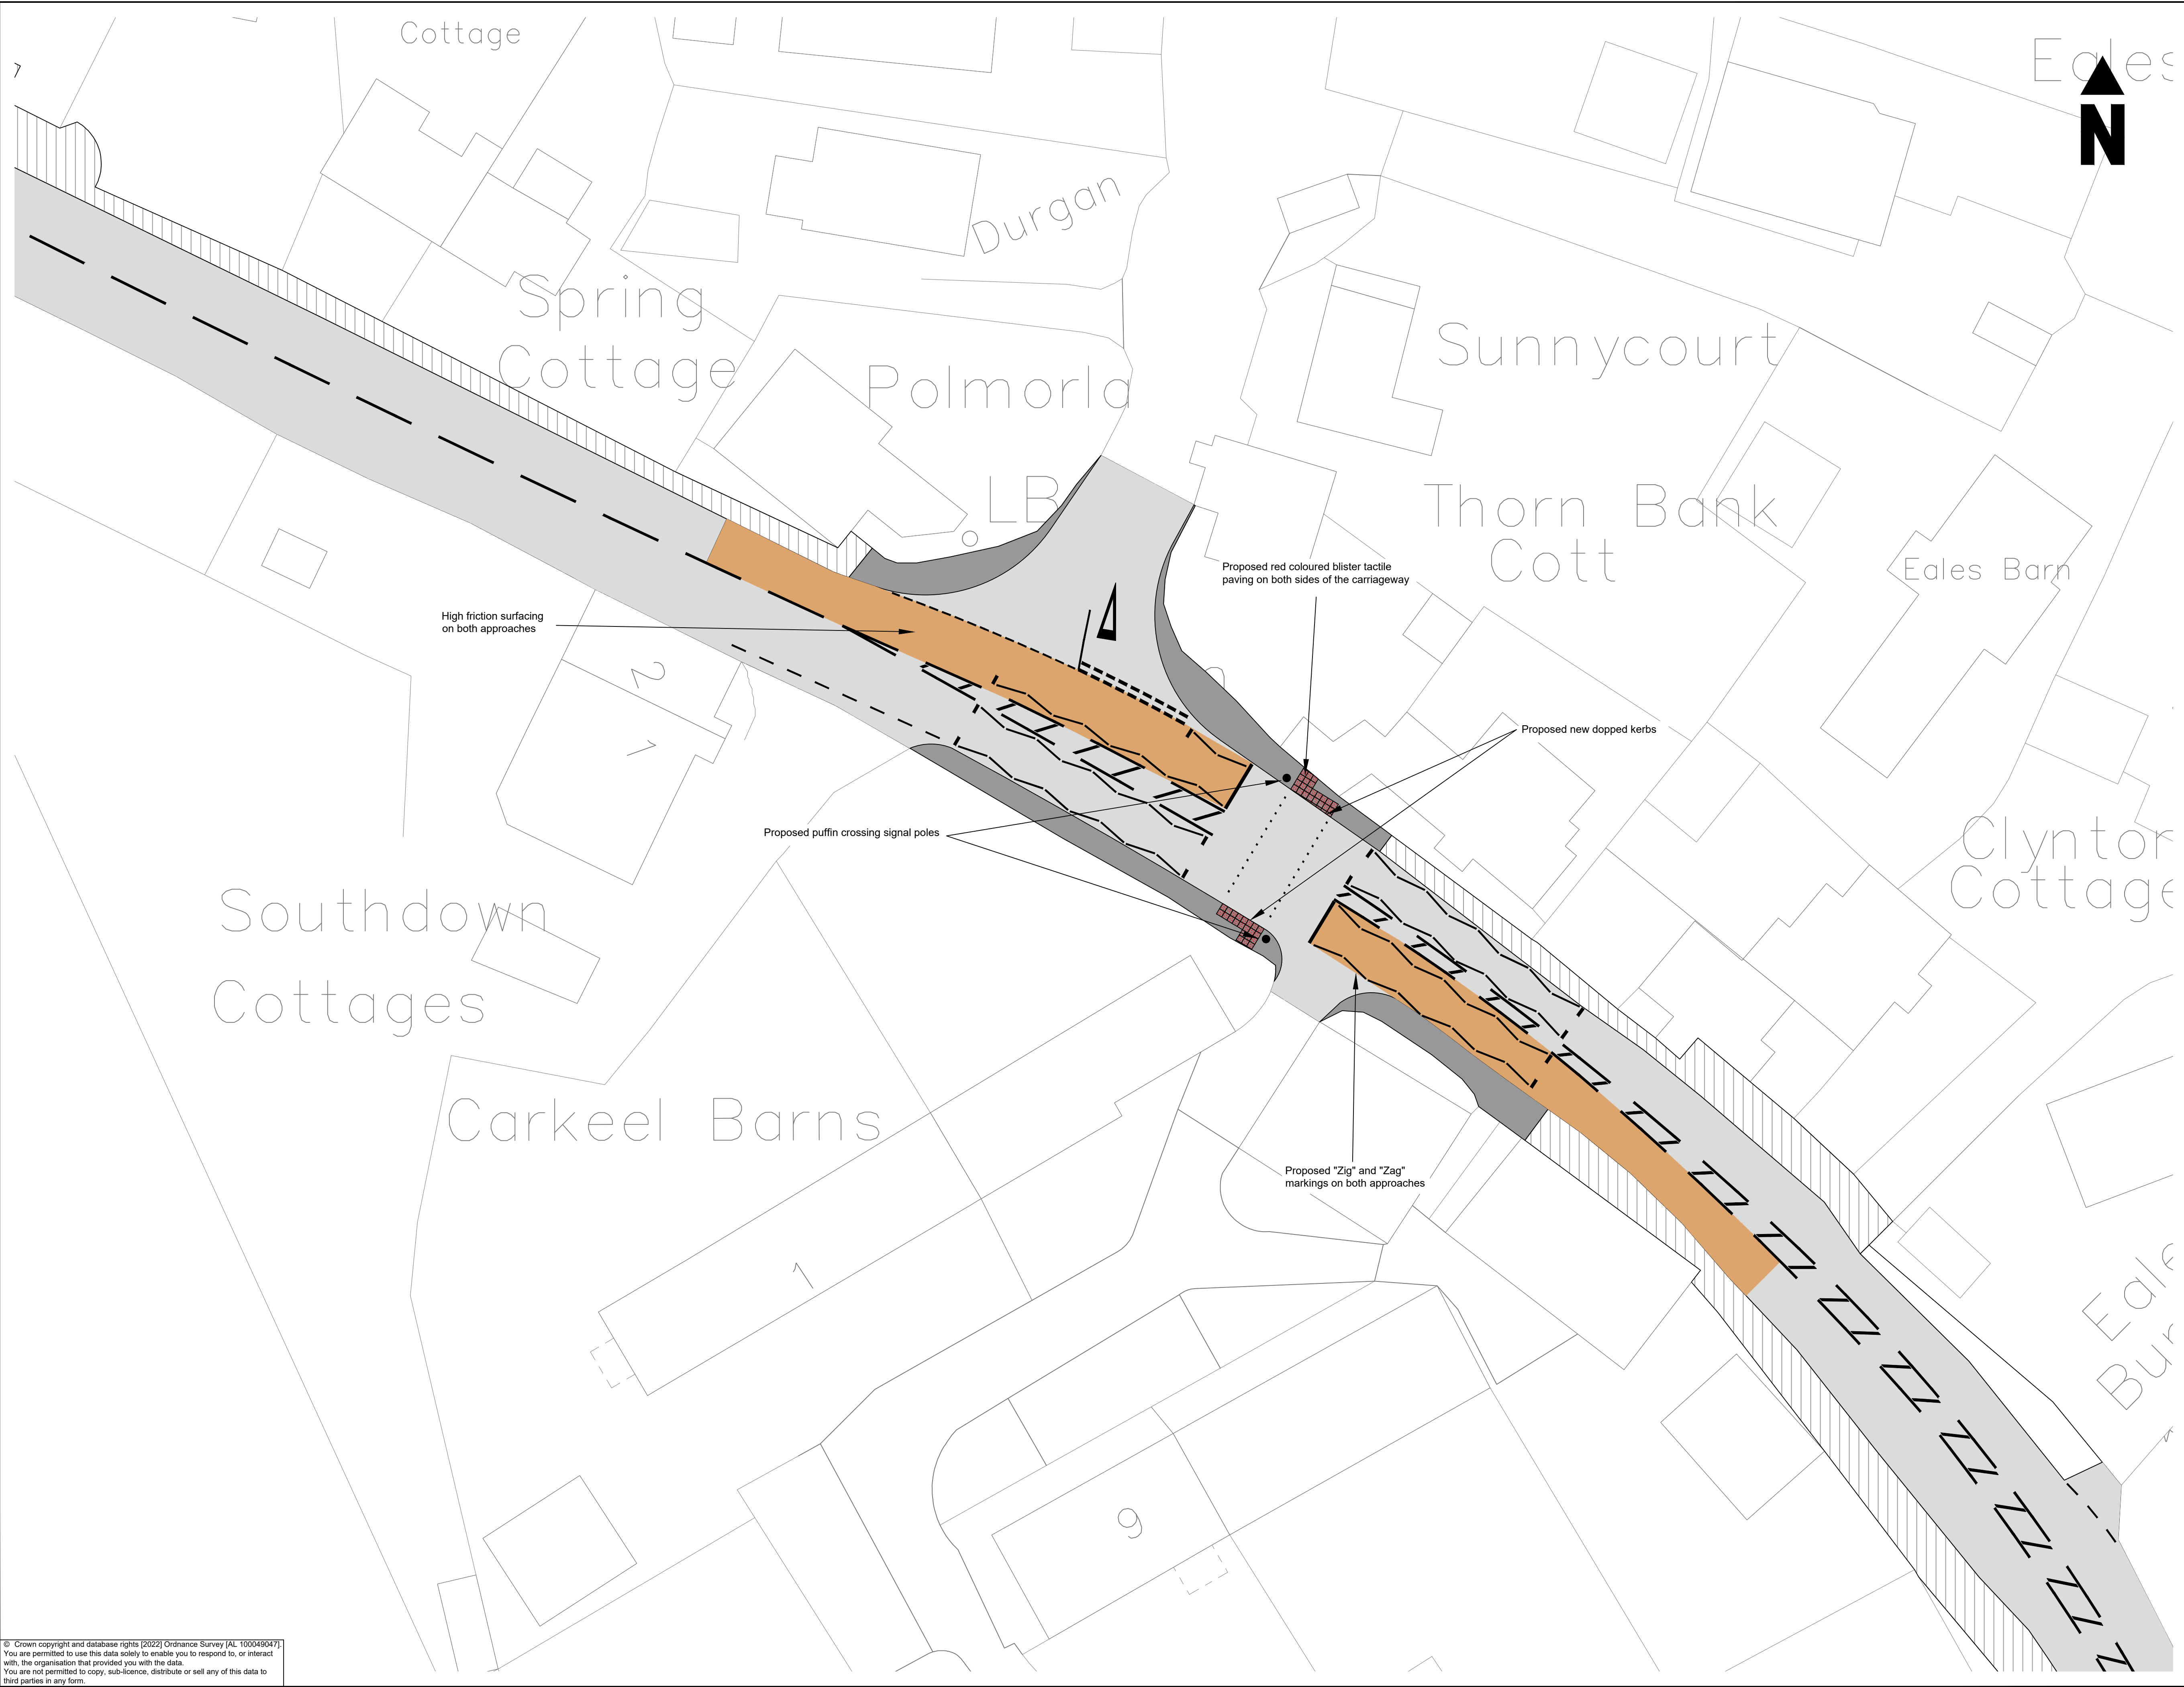 Cottage
Eales
N
Durgan
Spring
Cottage
Polmorla
Sunnycourt
LB
Thorn Bank
Cott
Eales Barn
Proposed red coloured blister tactile
paving on both sides of the carriageway
High friction surfacing
on both approaches
2
1
Proposed new dopped kerbs
Proposed puffin crossing signal poles
Clynton
Cottage
Southdown
Cottages
Carkeel Barns
Proposed "Zig" and "Zag"
markings on both approaches
1
9
© Crown copyright and database rights [2022] Ordnance Survey [AL 100049047].
You are permitted to use this data solely to enable you to respond to, or interact
with, the organisation that provided you with the data.
You are not permitted to copy, sub-licence, distribute or sell any of this data to
third parties in any form.